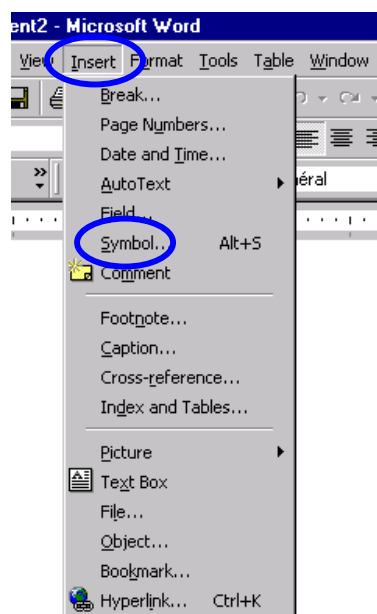 ent2 - Microsoft Word
View Insert Format Tools Table Window
Break...
Page Numbers...
Date and Time...
AutoText
éral
Field...
Symbol... Alt+S
Comment
Footnote...
Caption...
Cross-reference...
Index and Tables...
Picture
Text Box
File...
Object...
Bookmark...
Hyperlink... Ctrl+K